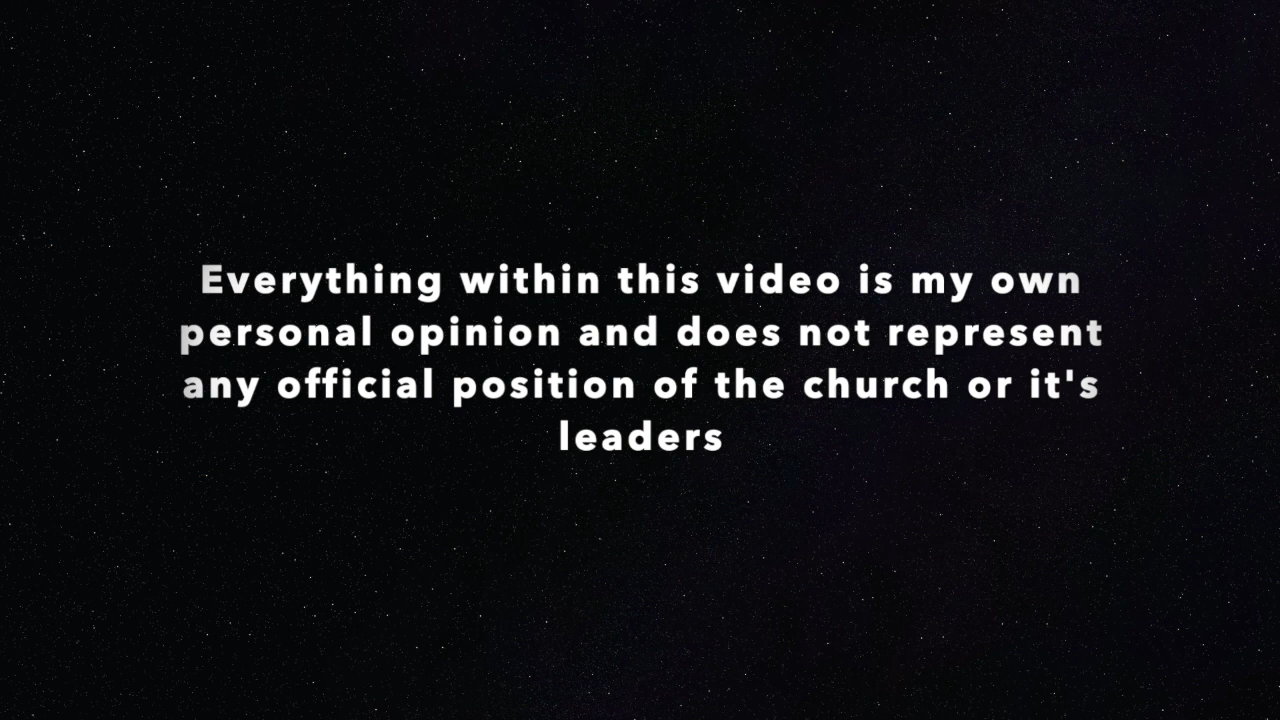 Everything within this video is my own
personal opinion and does not represent
any official position of the church or it's
leaders